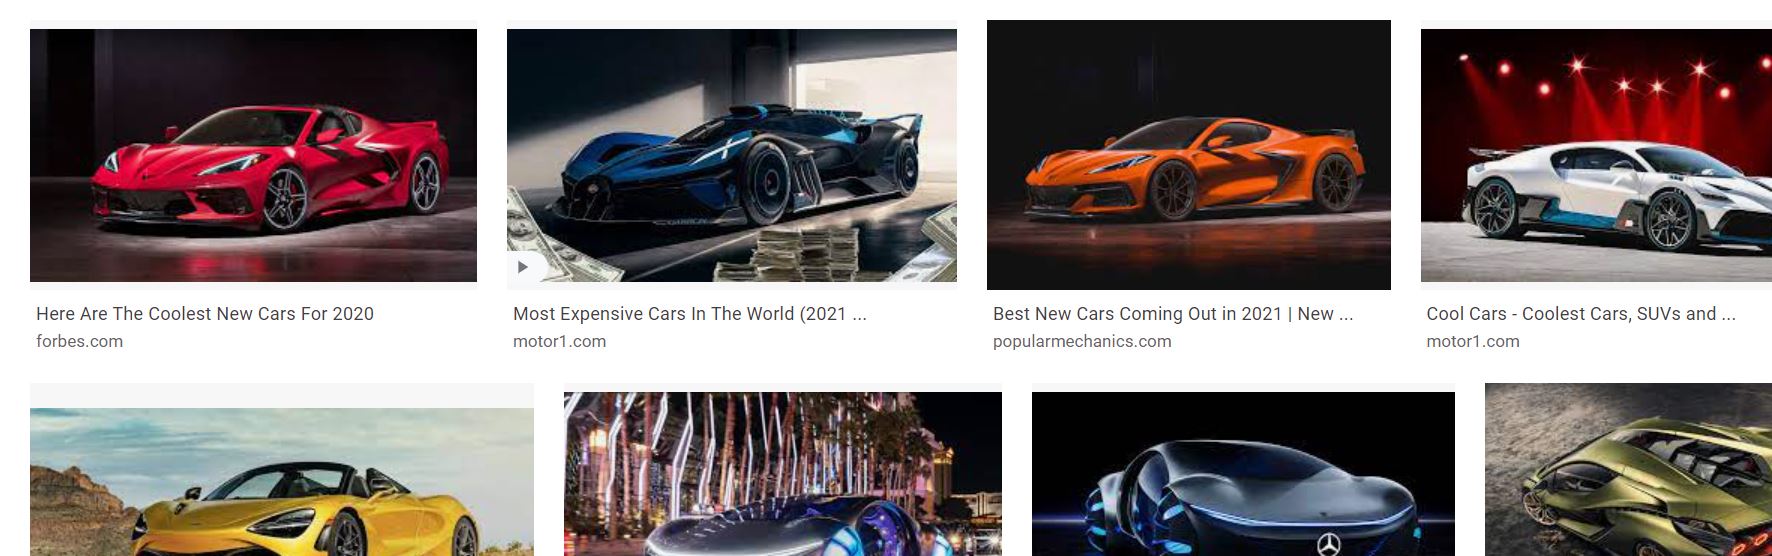 Here Are The Coolest New Cars For 2020
forbes.com
Most Expensive Cars In The World (2021 ...
motor1.com
Best New Cars Coming Out in 2021 | New ...
popularmechanics.com
Cool Cars - Coolest Cars, SUVs and ...
motor1.com